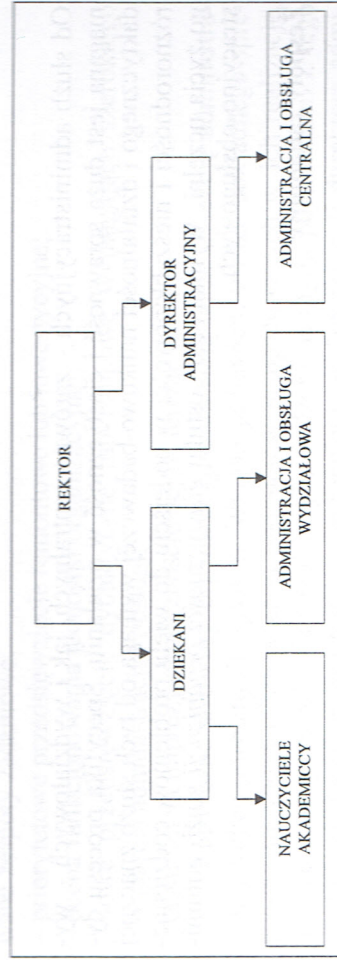 REKTOR
DZIEKANI
DYREKTOR
ADMINISTRACYJNY
NAUCZYCIELE
AKADEMICCY
ADMINISTRACJA I OBSŁUGA
WYDZIAŁOWA
ADMINISTRACJA I OBSŁUGA
CENTRALNA